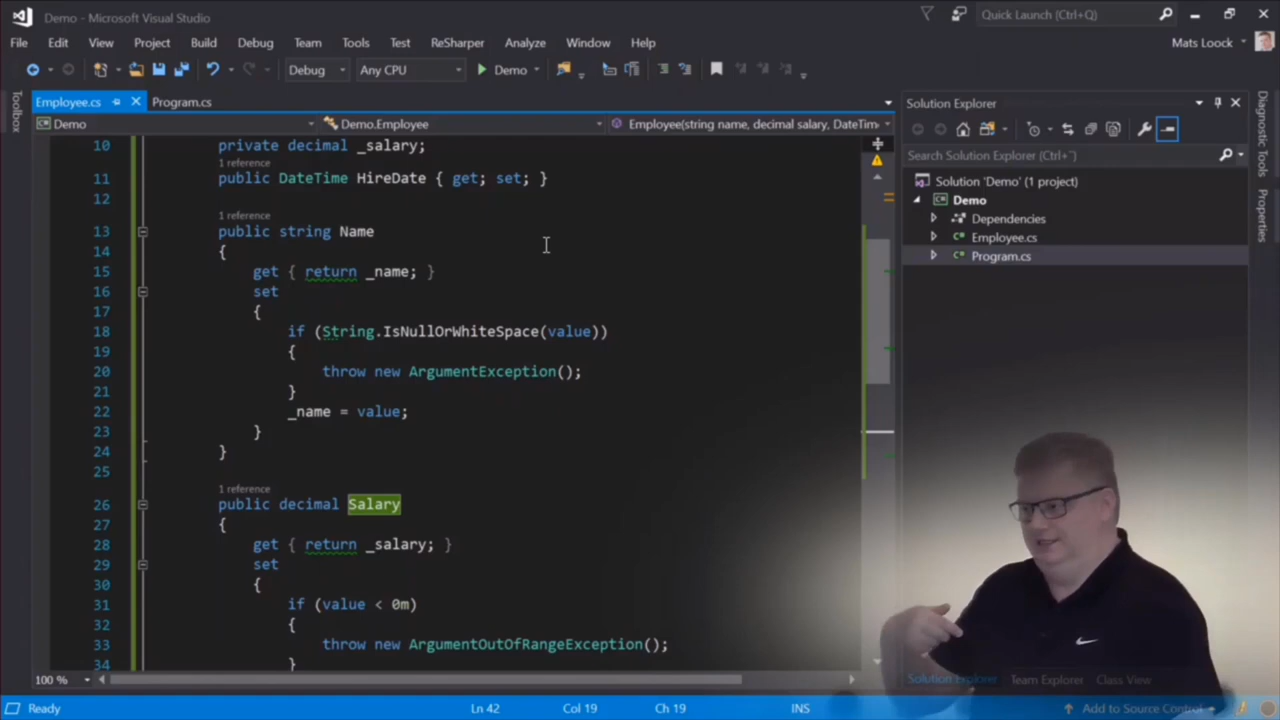 Demo - Microsoft Visual Studio
Quick Launch (Ctrl+Q)
File Edit View Project Build Debug Team Tools Test ReSharper Analyze Window Help
Mats Loock
Debug Any CPU Demo
Toolbox
Employee.cs
Program.cs
Demo
Demo.Employee
Employee(string name, decimal salary, DateTim
10 private decimal _salary;
1 reference
11 public DateTime HireDate { get; set; }
12
1 reference
13 public string Name
14 {
15 get { return _name; }
16 set
17 {
18 if (String.IsNullOrWhiteSpace(value))
19 {
20 throw new ArgumentException();
21 }
22 _name = value;
23 }
24 }
25
1 reference
26 public decimal Salary
27 {
28 get { return _salary; }
29 set
30 {
31 if (value < 0m)
32 {
33 throw new ArgumentOutOfRangeException();
34 }
100 %
Solution Explorer
Search Solution Explorer (Ctrl+¨)
Solution 'Demo' (1 project)
Demo
Dependencies
Employee.cs
Program.cs
Diagnostic Tools
Properties
Solution Explorer Team Explorer Class View
Ready Ln 42 Col 19 Ch 19 INS Add to Source Control